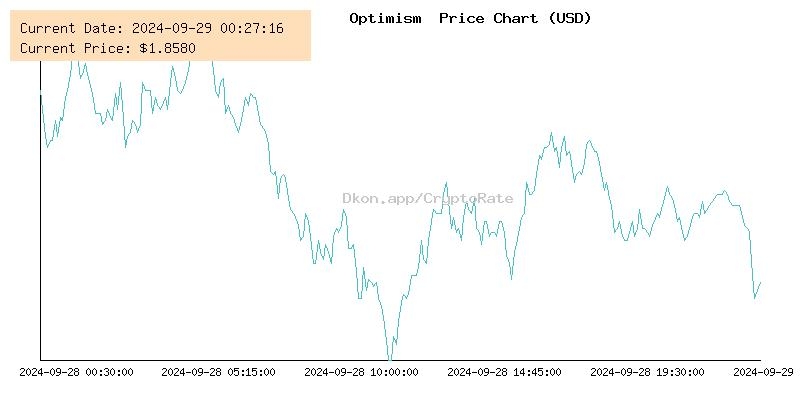 Optimism  Price Chart (USD)
Current Date: 2024-09-29 00:27:16
Current Price: $1.8580
Dkon.app/CryptoRate
2024-09-28 00:30:00 2024-09-28 05:15:00 2024-09-28 10:00:00 2024-09-28 14:45:00 2024-09-28 19:30:00 2024-09-29